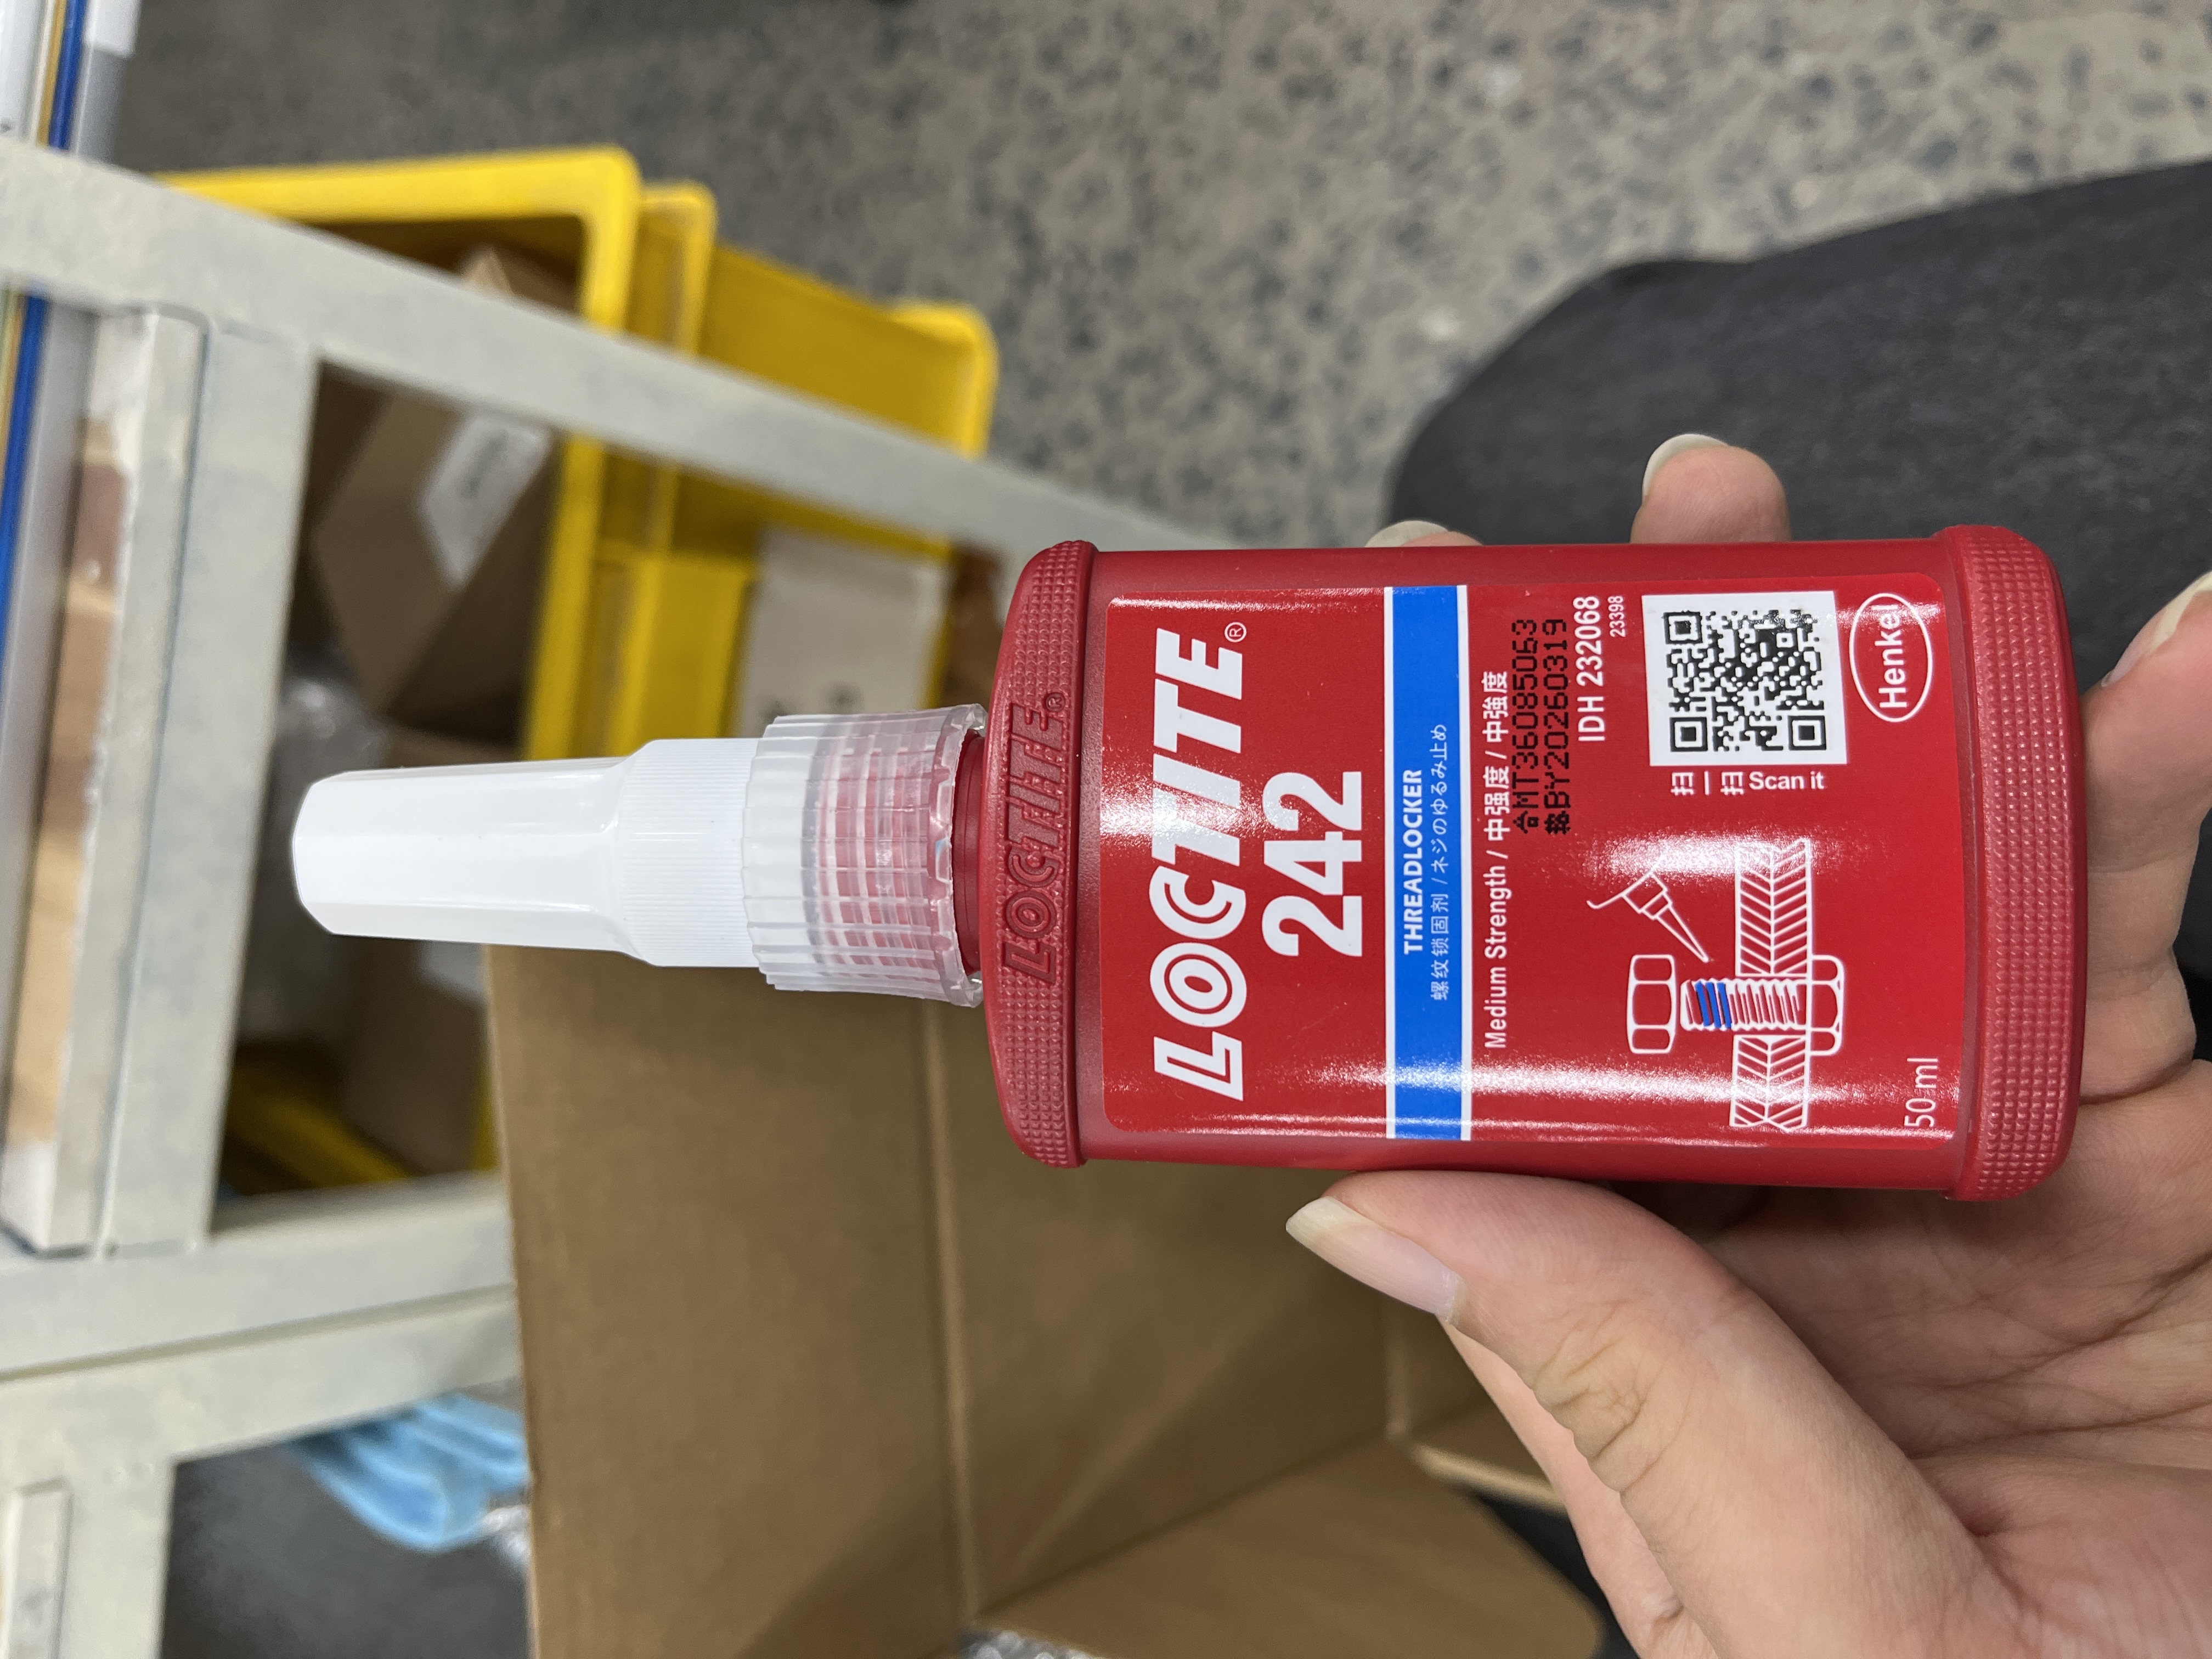 LOCTITE®
LOCTITE®
242
THREADLOCKER
螺纹锁固剂 / ネジのゆるみ止め
Medium Strength / 中强度 / 中強度
合MT36085063
格BY20260319
IDH 232068
23398
扫一扫 Scan it
Henkel
50 ml